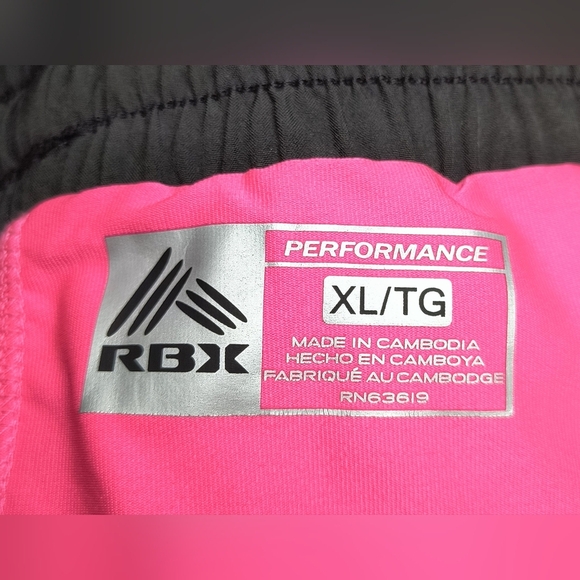 PERFORMANCE
XL/TG
RBX
MADE IN CAMBODIA
HECHO EN CAMBOYA
FABRIQUÉ AU CAMBODGE
RN63619